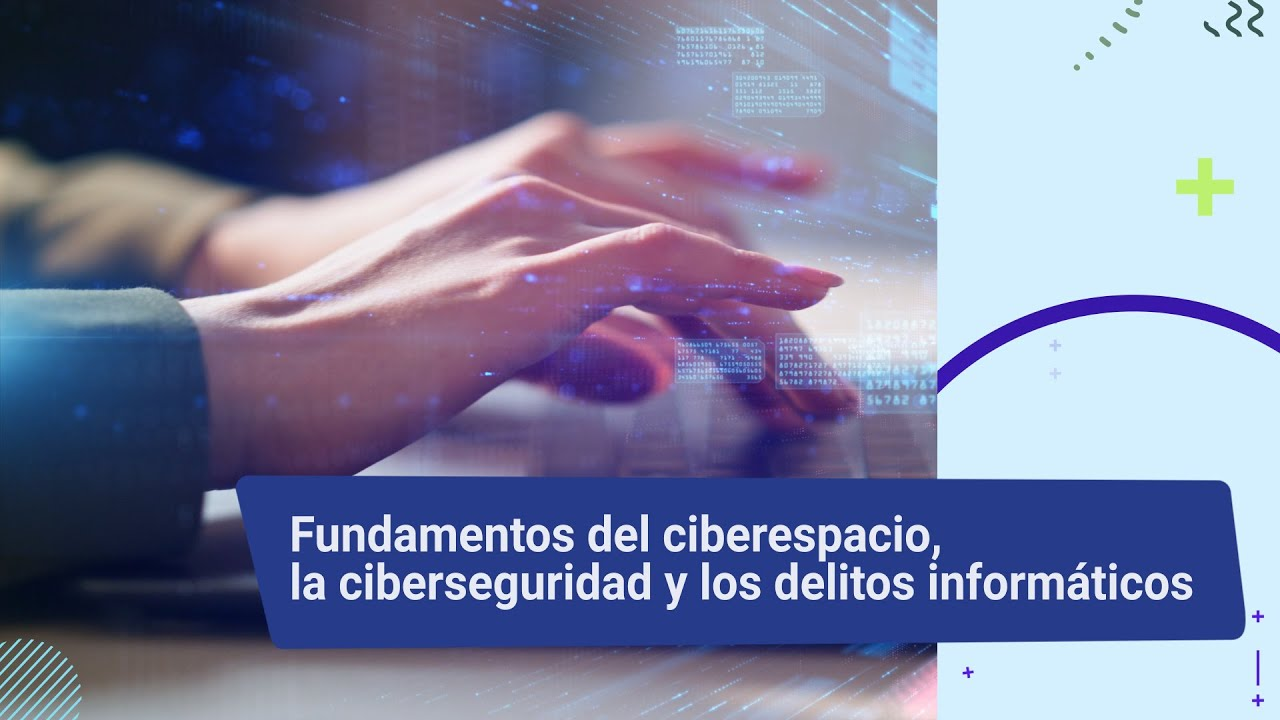 Fundamentos del ciberespacio,
la ciberseguridad y los delitos informáticos